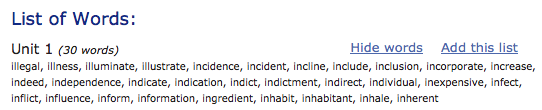 List of Words:
Unit 1 (30 words) Hide words Add this list
illegal, illness, illuminate, illustrate, incidence, incident, incline, include, inclusion, incorporate, increase,
indeed, independence, indicate, indication, indict, indictment, indirect, individual, inexpensive, infect,
inflict, influence, inform, information, ingredient, inhabit, inhabitant, inhale, inherent